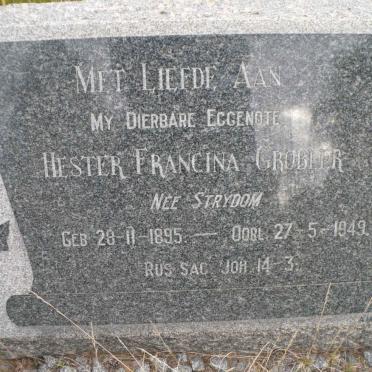 MET LIEFDE AAN
MY DIERBARE EGGENOTE
HESTER FRANCINA GROBLER
NEE STRYDOM
GEB. 28-11-1895. — OORL. 27-5-1949.
RUS SAG JOH. 14-3.